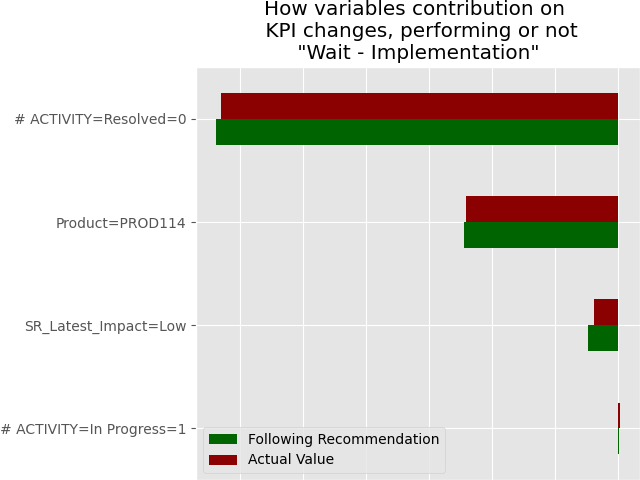 How variables contribution on
KPI changes, performing or not
"Wait - Implementation"
# ACTIVITY=Resolved=0
Product=PROD114
SR_Latest_Impact=Low
# ACTIVITY=In Progress=1
Following Recommendation
Actual Value